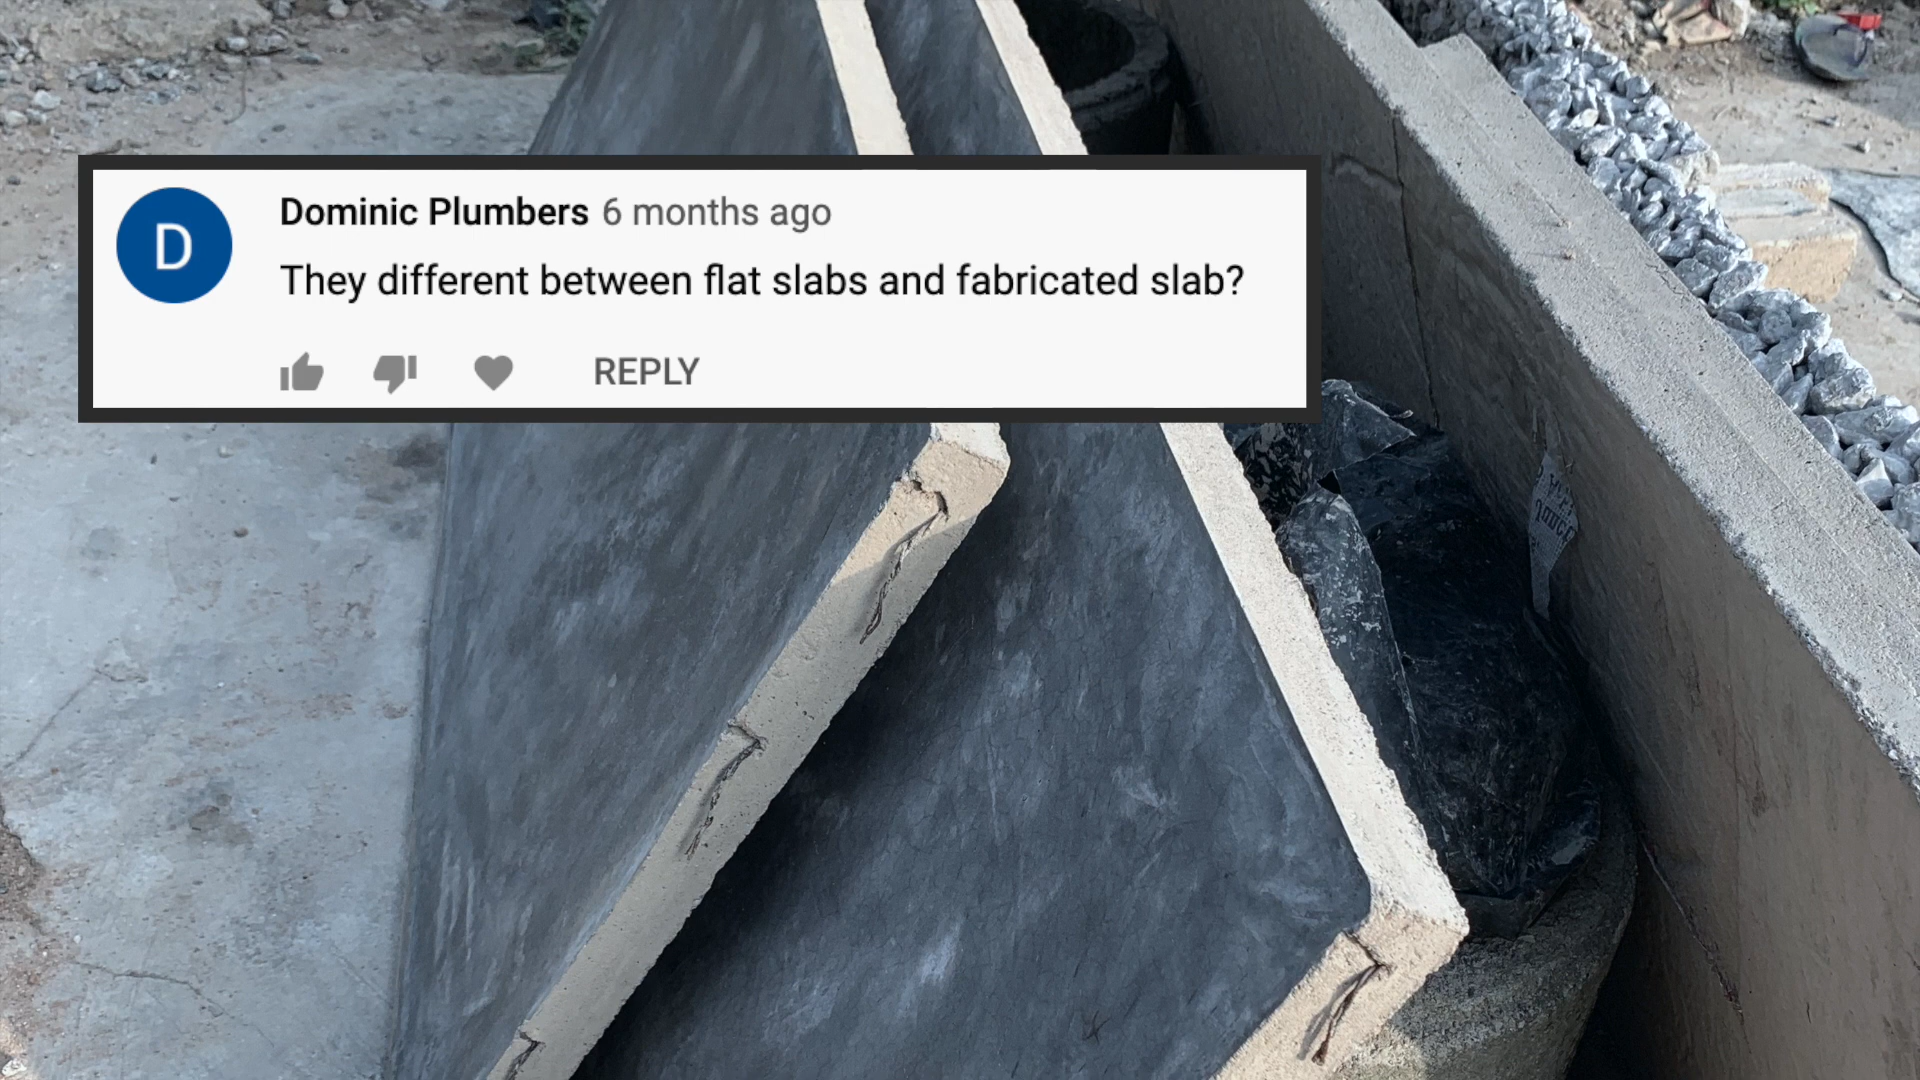 D
Dominic Plumbers 6 months ago
They different between flat slabs and fabricated slab?
REPLY